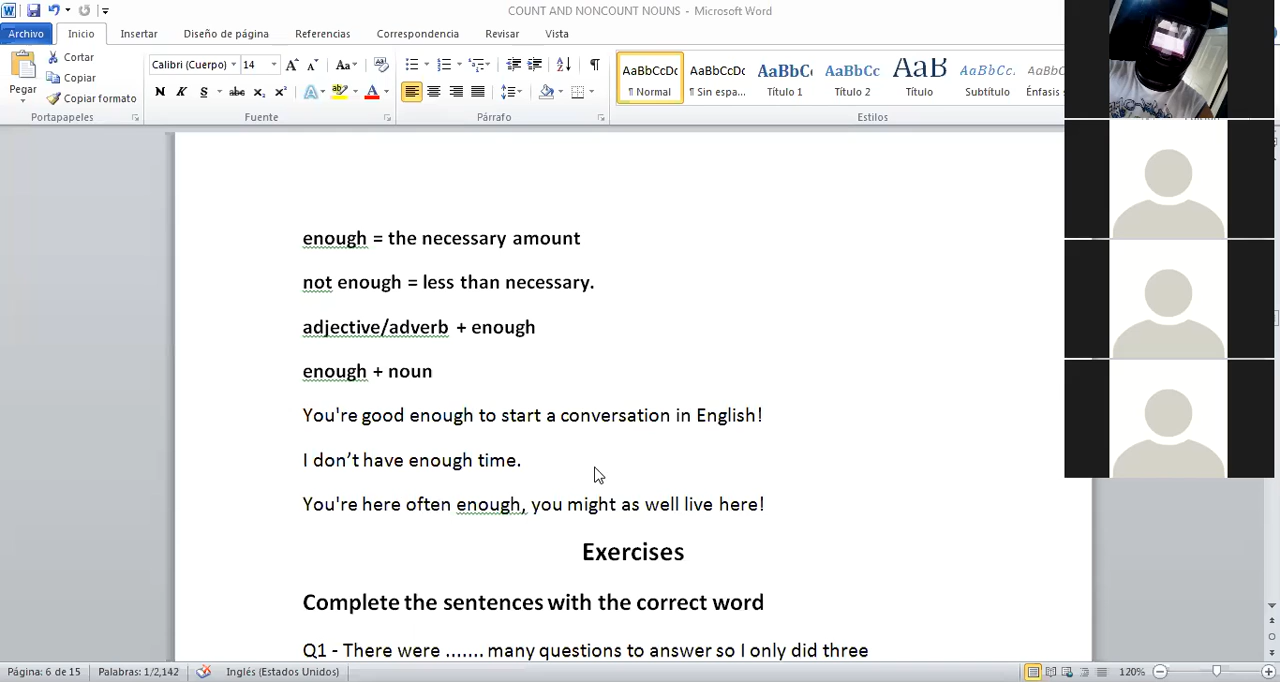 COUNT AND NONCOUNT NOUNS - Microsoft Word
Archivo Inicio Insertar Diseño de página Referencias Correspondencia Revisar Vista
Pegar
Cortar
Copiar
Copiar formato
Portapapeles
Calibri (Cuerpo) 14
N K S abc x₂ x²
Fuente
Párrafo
AaBbCcDc AaBbCcDc AaBbC AaBbCc AaB AaBbCc. AaBbCc
¶ Normal ¶ Sin espa... Título 1 Título 2 Título Subtítulo Énfasis
Estilos
enough = the necessary amount
not enough = less than necessary.
adjective/adverb + enough
enough + noun
You're good enough to start a conversation in English!
I don’t have enough time.
You're here often enough, you might as well live here!
Exercises
Complete the sentences with the correct word
Q1 - There were ....... many questions to answer so I only did three
Página: 6 de 15 Palabras: 1/2,142 Inglés (Estados Unidos) 120%